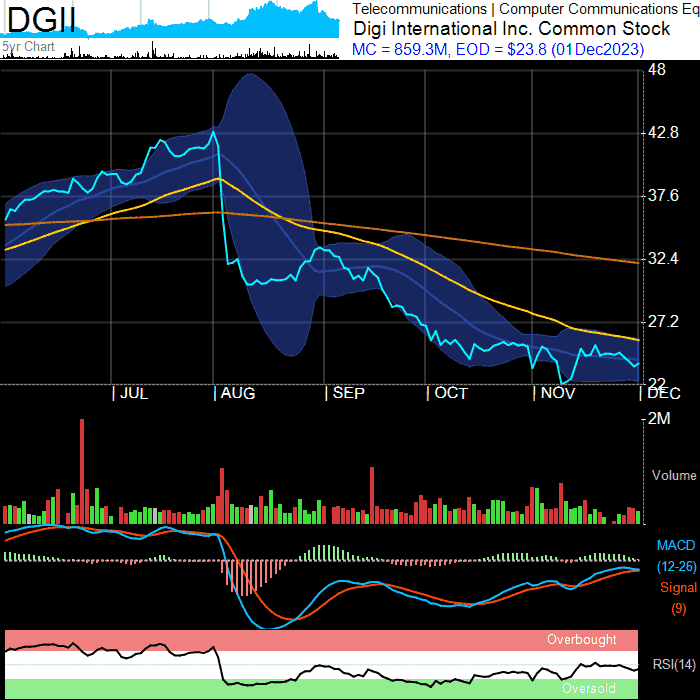 DGII
5yr Chart
Telecommunications | Computer Communications Eq
Digi International Inc. Common Stock
MC = 859.3M, EOD = $23.8 (01Dec2023)
48
42.8
37.6
32.4
27.2
22
| JUL | AUG | SEP | OCT | NOV | DEC
2M
Volume
MACD
(12-26)
Signal
(9)
Overbought
RSI(14)
Oversold